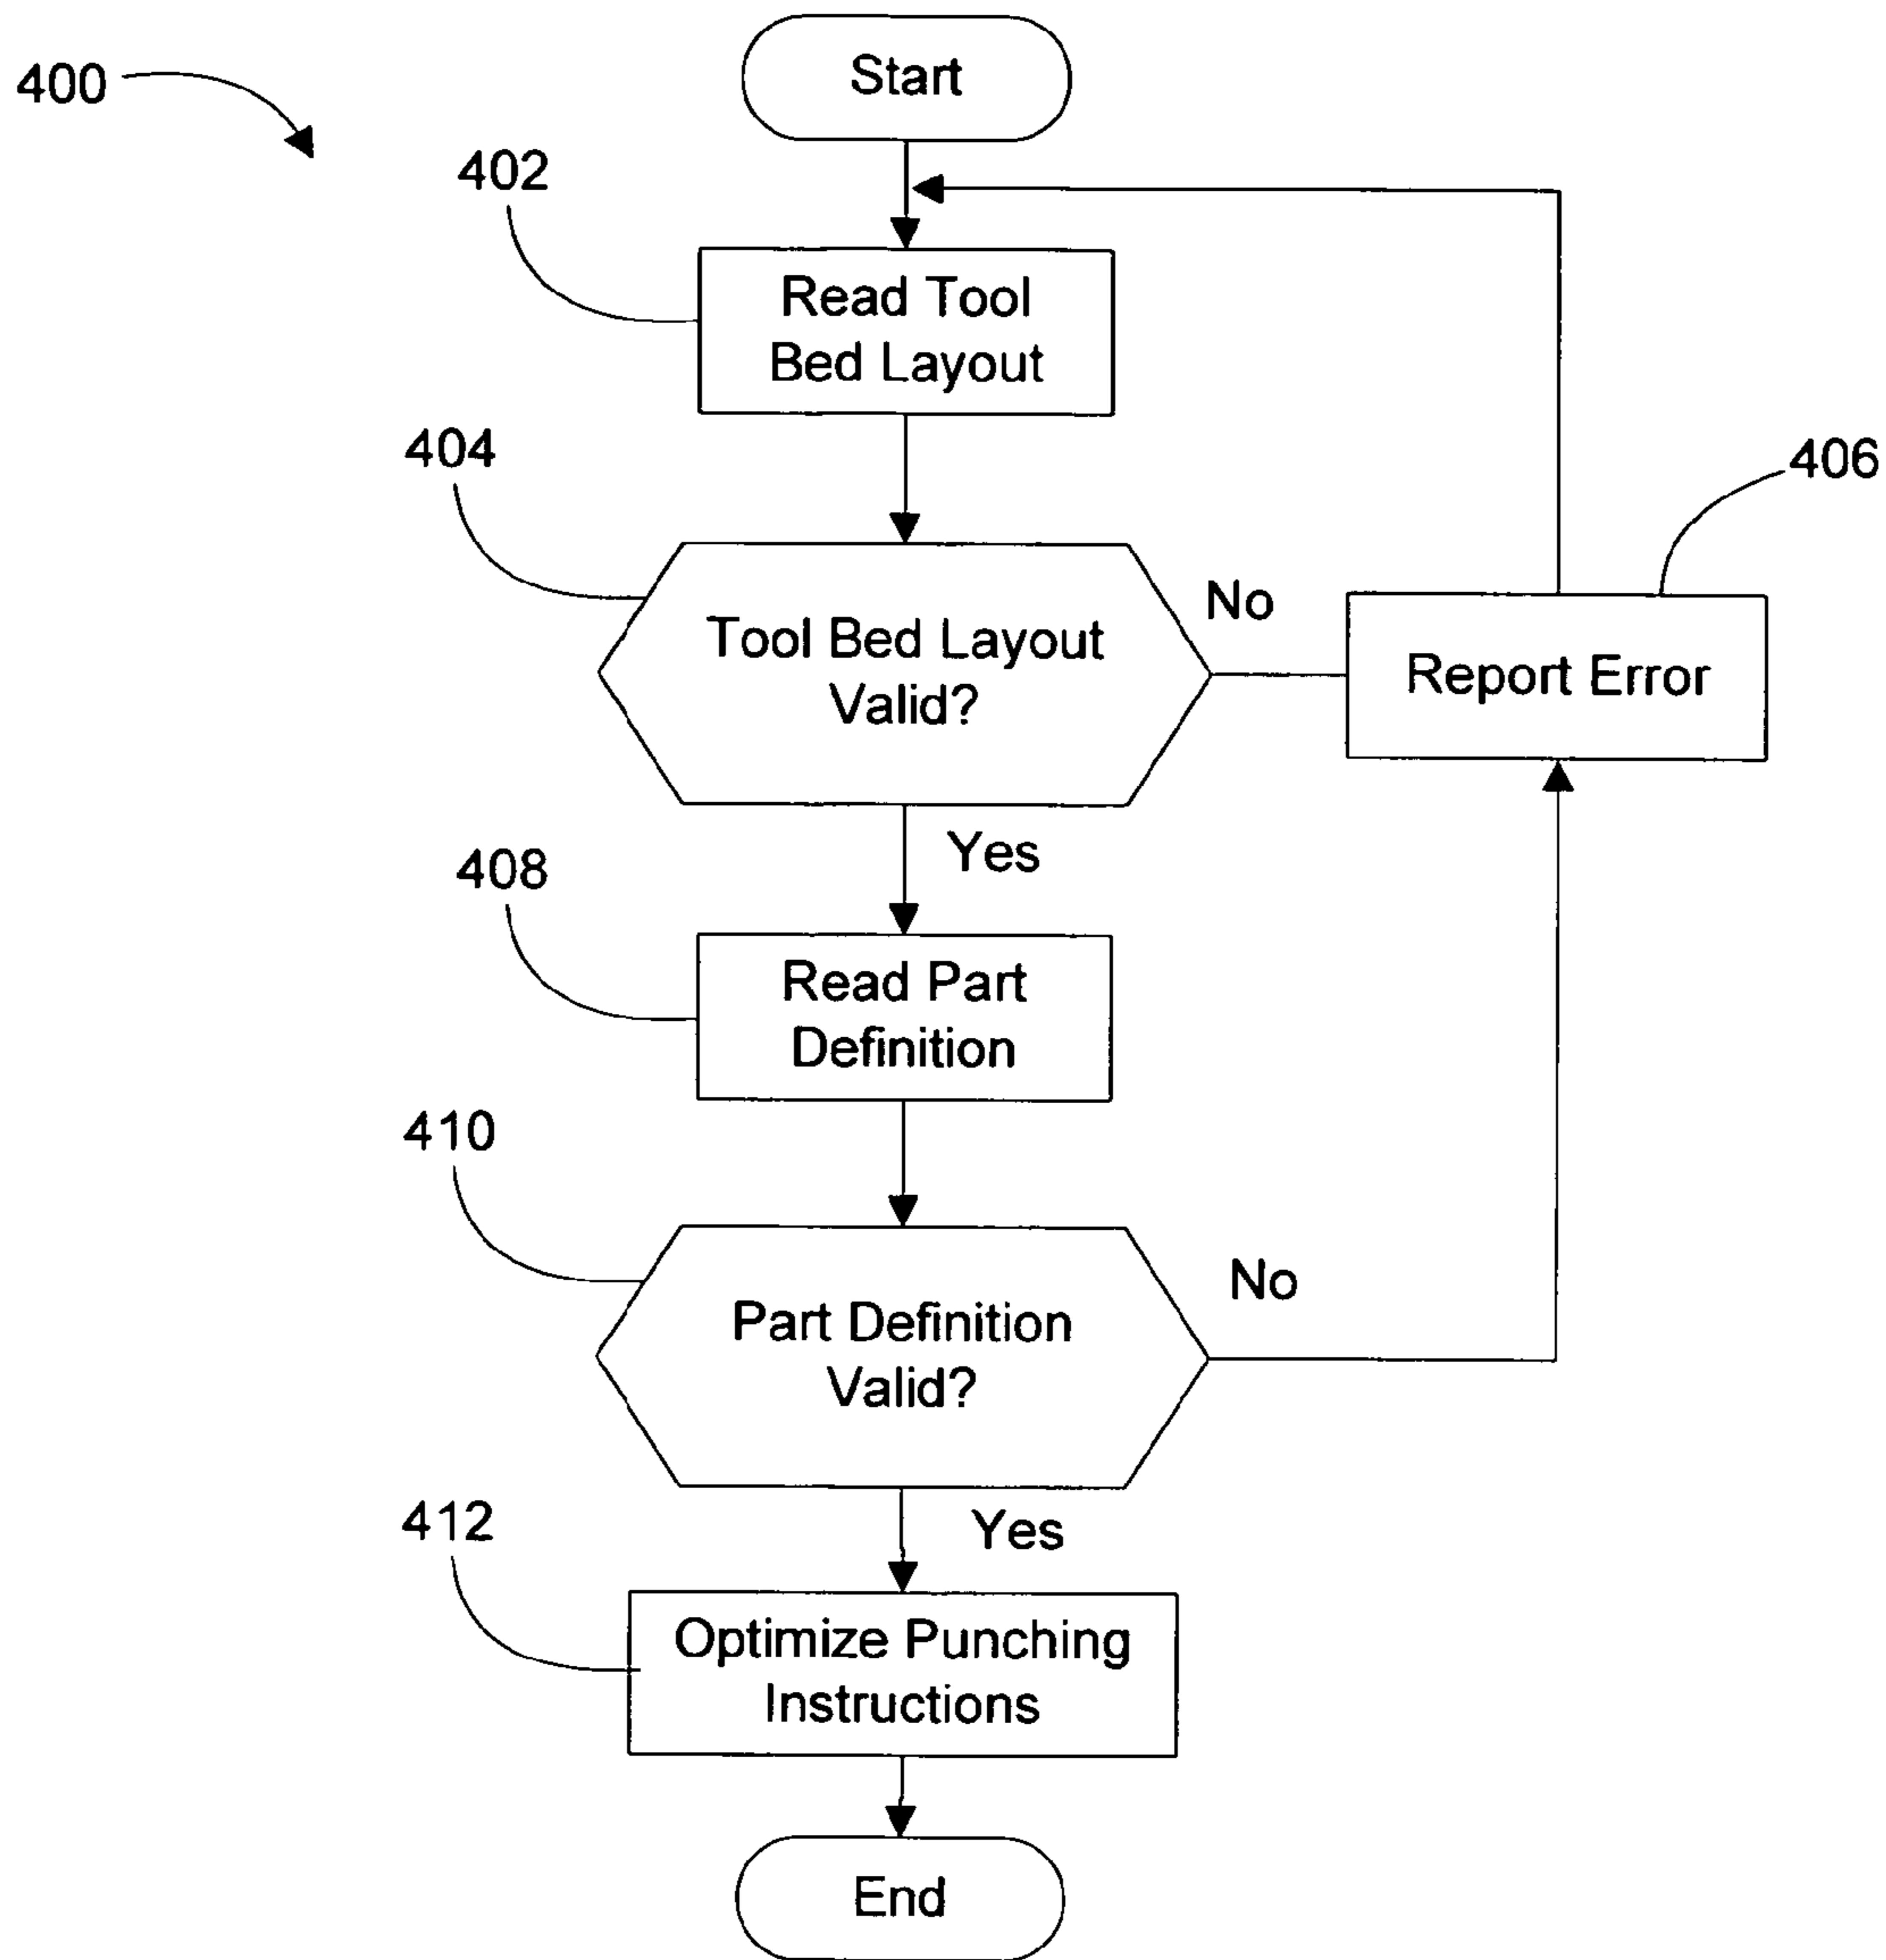 400
Start
402
Read Tool
Bed Layout
404
Tool Bed Layout
Valid?
No
406
Report Error
Yes
408
Read Part
Definition
410
Part Definition
Valid?
No
Yes
412
Optimize Punching
Instructions
End